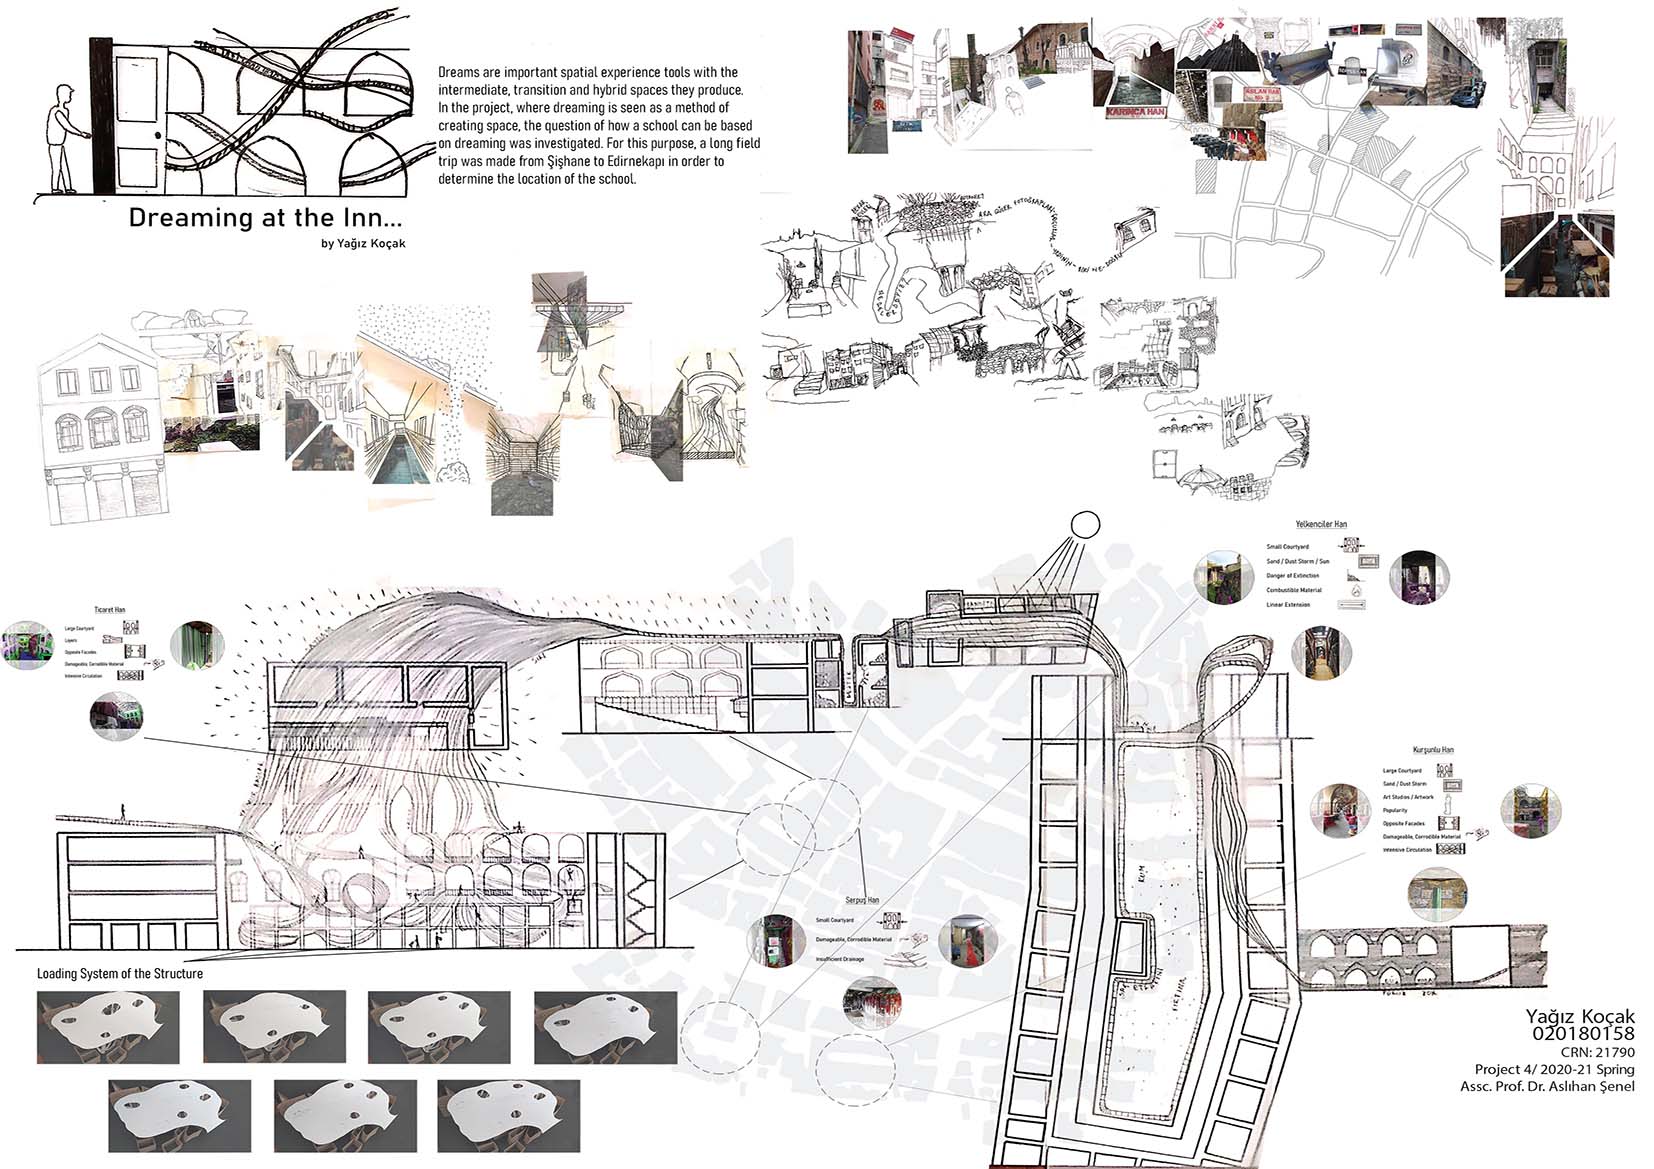 Dreaming at the Inn...
by Yağız Koçak
Dreams are important spatial experience tools with the
intermediate, transition and hybrid spaces they produce.
In the project, where dreaming is seen as a method of
creating space, the question of how a school can be based
on dreaming was investigated. For this purpose, a long field
trip was made from Şişhane to Edirnekapı in order to
determine the location of the school.
KARINCA HAN
ASLAN HAN
Yelkenciler Han
Small Courtyard
Sand / Dust Storm / Sun
Danger of Extinction
Combustible Material
Linear Extension
Ticaret Han
Large Courtyard
Layers
Opposite Facades
Damageable, Corrodible Material
Intensive Circulation
Kurşunlu Han
Large Courtyard
Sand / Dust Storm
Art Studios / Artwork
Popularity
Opposite Facades
Damageable, Corrodible Material
Intensive Circulation
Serpuş Han
Small Courtyard
Damageable, Corrodible Material
Insufficient Drainage
KUM
FIRTINA
Loading System of the Structure
Yağız Koçak
020180158
CRN: 21790
Project 4/ 2020-21 Spring
Assc. Prof. Dr. Aslıhan Şenel